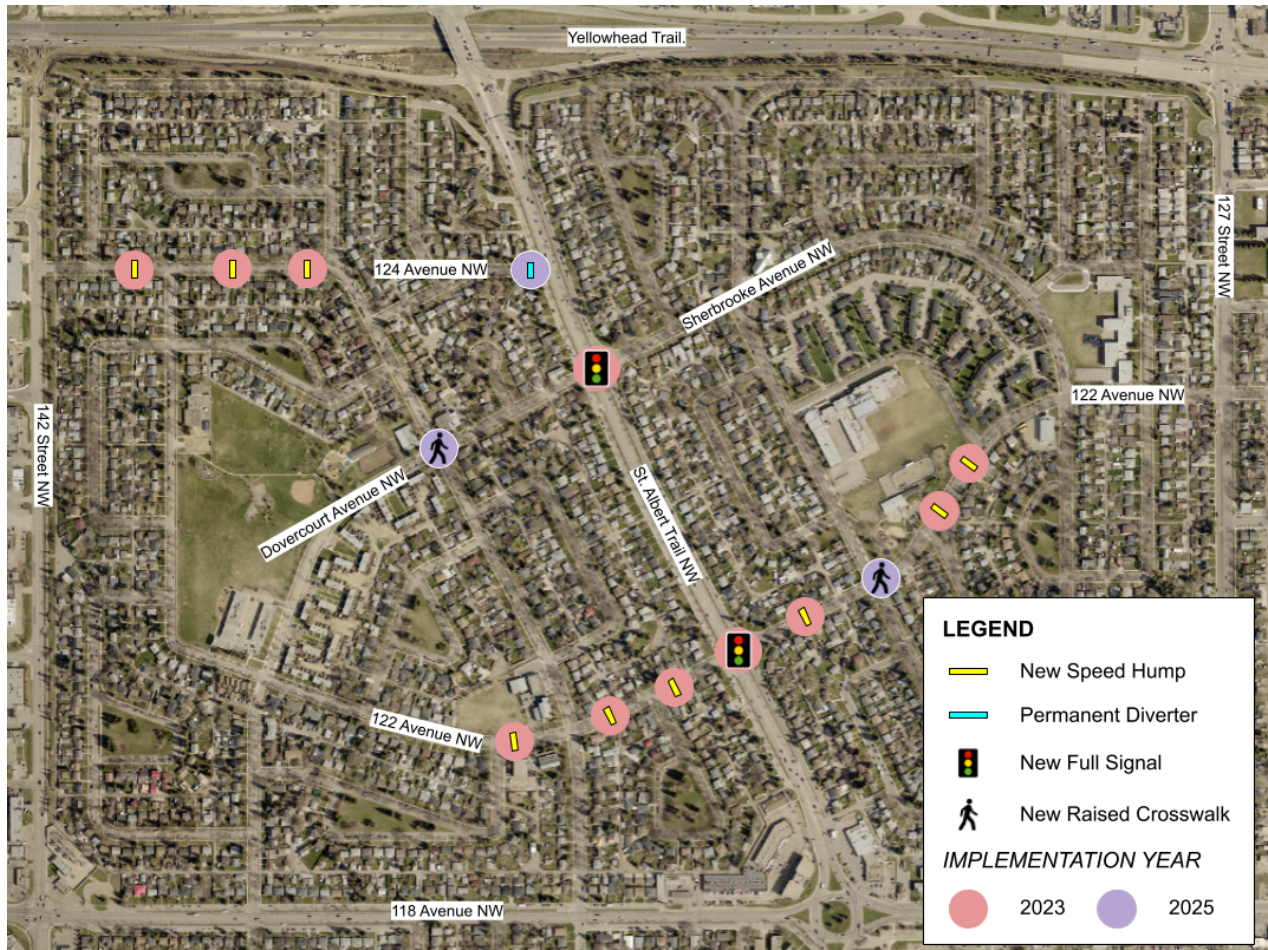 Yellowhead Trail.
127 Street NW
124 Avenue NW
Sherbrooke Avenue NW
122 Avenue NW
142 Street NW
Dovercourt Avenue NW
St. Albert Trail NW.
122 Avenue NW
118 Avenue NW
LEGEND
New Speed Hump
Permanent Diverter
New Full Signal
New Raised Crosswalk
IMPLEMENTATION YEAR
2023
2025